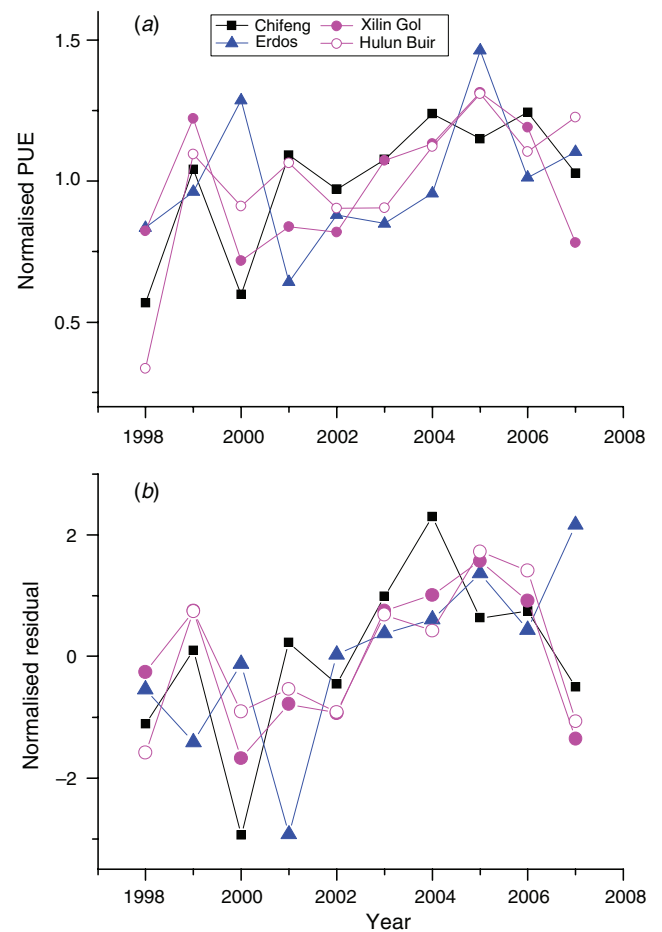 (a)
Chifeng
Xilin Gol
Erdos
Hulun Buir
1.5
1.0
0.5
Normalised PUE
1998
2000
2002
2004
2006
2008
(b)
2
0
–2
Normalised residual
1998
2000
2002
2004
2006
2008
Year